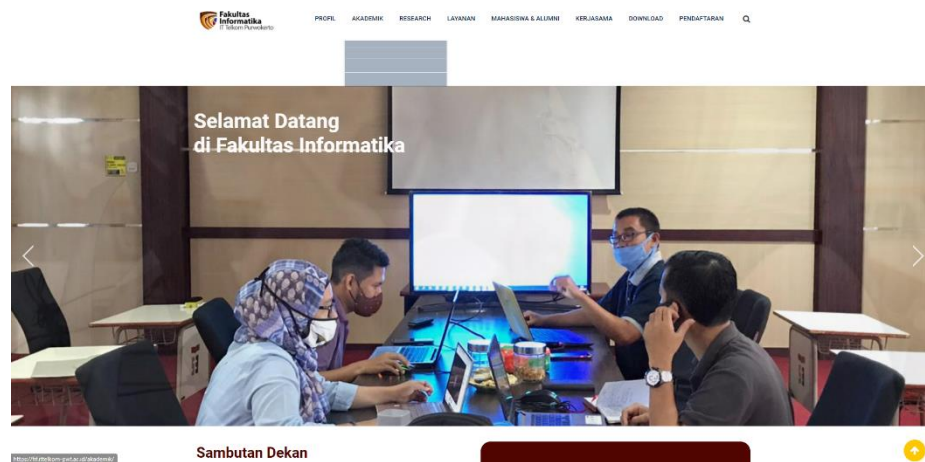 Fakultas
Informatika
IT Telkom Purwokerto
PROFIL AKADEMIK RESEARCH LAYANAN MAHASISWA & ALUMNI KERJASAMA DOWNLOAD PENDAFTARAN
Selamat Datang
di Fakultas Informatika
Sambutan Dekan